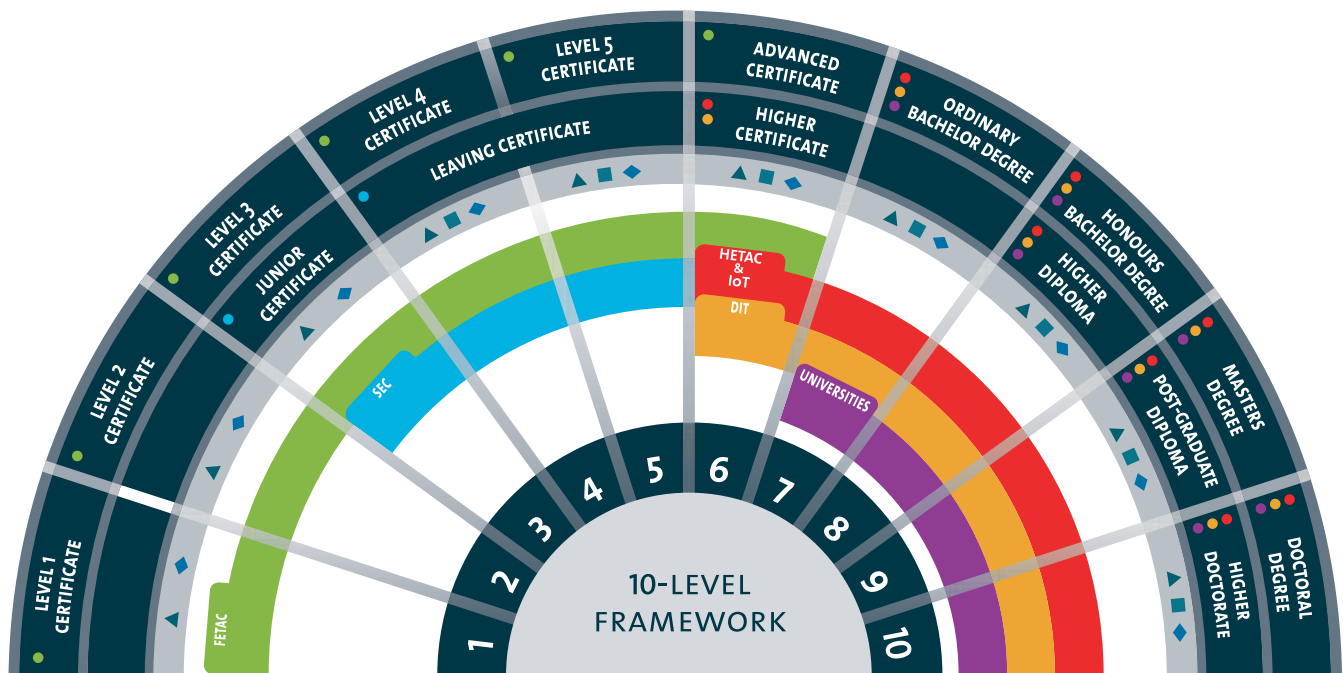 LEVEL 1
CERTIFICATE
LEVEL 2
CERTIFICATE
LEVEL 3
CERTIFICATE
LEVEL 4
CERTIFICATE
LEVEL 5
CERTIFICATE
ADVANCED
CERTIFICATE
ORDINARY
BACHELOR DEGREE
HONOURS
BACHELOR DEGREE
MASTERS
DEGREE
DOCTORAL
DEGREE
JUNIOR
CERTIFICATE
LEAVING CERTIFICATE
HIGHER
CERTIFICATE
HIGHER
DIPLOMA
POST-GRADUATE
DIPLOMA
HIGHER
DOCTORATE
FETAC
SEC
HETAC
&
IoT
DIT
UNIVERSITIES
1
2
3
4
5
6
7
8
9
10
10-LEVEL
FRAMEWORK